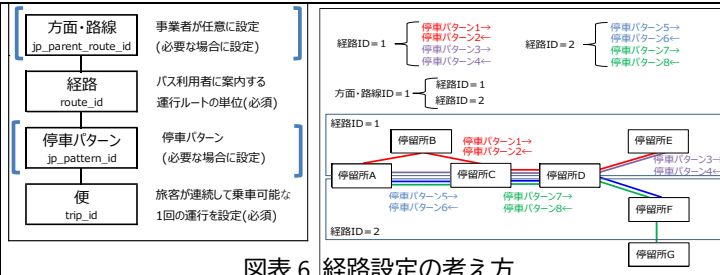 方面・路線
jp_parent_route_id
事業者が任意に設定
(必要な場合に設定)
経路
route_id
バス利用者に案内する
運行ルートの単位(必須)
停車パターン
jp_pattern_id
停車パターン
(必要な場合に設定)
便
trip_id
旅客が連続して乗車可能な
1回の運行を設定(必須)
経路ID＝1
停車パターン1→
停車パターン2←
停車パターン3→
停車パターン4←
経路ID＝2
停車パターン5→
停車パターン6←
停車パターン7→
停車パターン8←
方面・路線ID＝1
経路ID＝1
経路ID＝2
経路ID＝1
停留所B
停車パターン1→
停車パターン2←
停留所E
停車パターン3→
停車パターン4←
停留所A
停留所C
停留所D
停車パターン5→
停車パターン6←
停車パターン7→
停車パターン8←
停留所F
経路ID＝2
停留所G
図表 6 経路設定の考え方